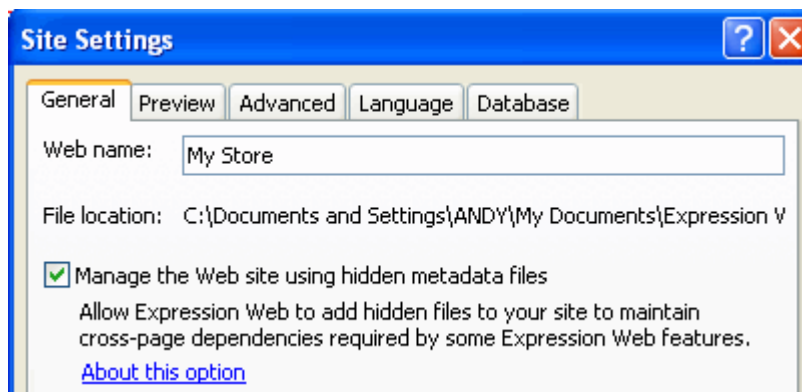 Site Settings
General Preview Advanced Language Database
Web name: My Store
File location: C:\Documents and Settings\ANDY\My Documents\Expression W
Manage the Web site using hidden metadata files
Allow Expression Web to add hidden files to your site to maintain
cross-page dependencies required by some Expression Web features.
About this option